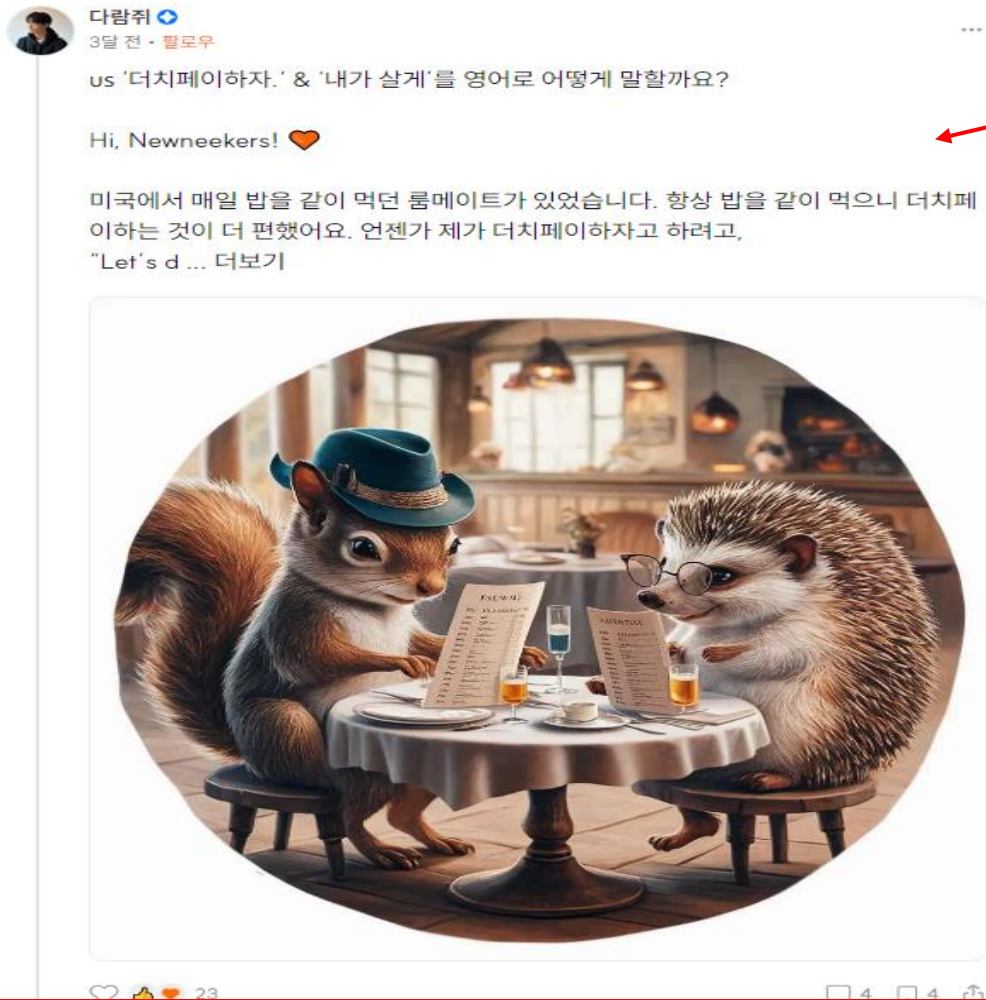 다람쥐
3달 전 · 팔로우
us ‘더치페이하자.’ & ‘내가 살게’를 영어로 어떻게 말할까요?
Hi, Newneekers! 🧡
미국에서 매일 밥을 같이 먹던 룸메이트가 있었습니다. 항상 밥을 같이 먹으니 더치페
이하는 것이 더 편했어요. 언젠가 제가 더치페이하자고 하려고,
“Let’s d ... 더보기
23
4
4